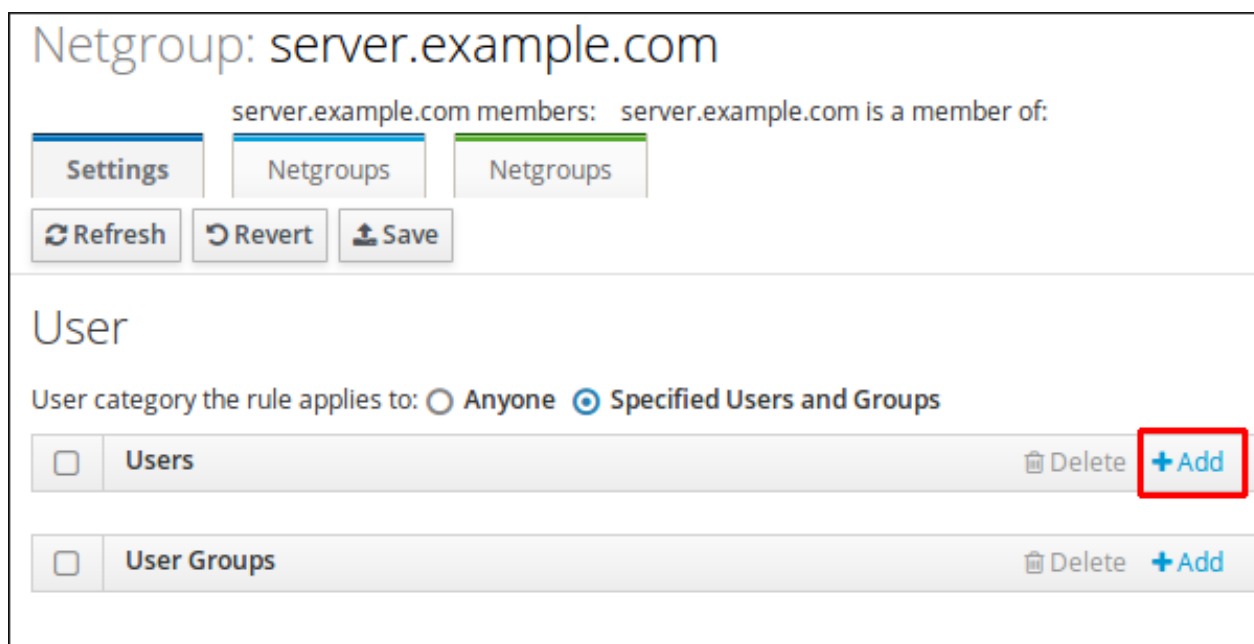 Netgroup: server.example.com
server.example.com members: server.example.com is a member of:
Settings Netgroups Netgroups
Refresh Revert Save
User
User category the rule applies to: Anyone Specified Users and Groups
Users Delete Add
User Groups Delete Add